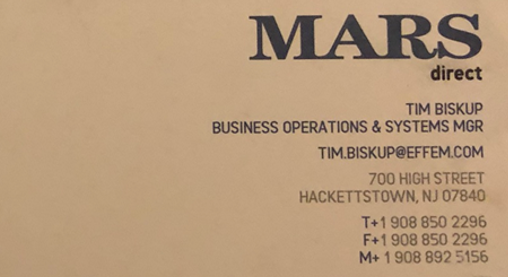 MARS
direct
TIM BISKUP
BUSINESS OPERATIONS & SYSTEMS MGR
TIM.BISKUP@EFFEM.COM
700 HIGH STREET
HACKETTSTOWN, NJ 07840
T+1 908 850 2296
F+1 908 850 2296
M+ 1 908 892 5156